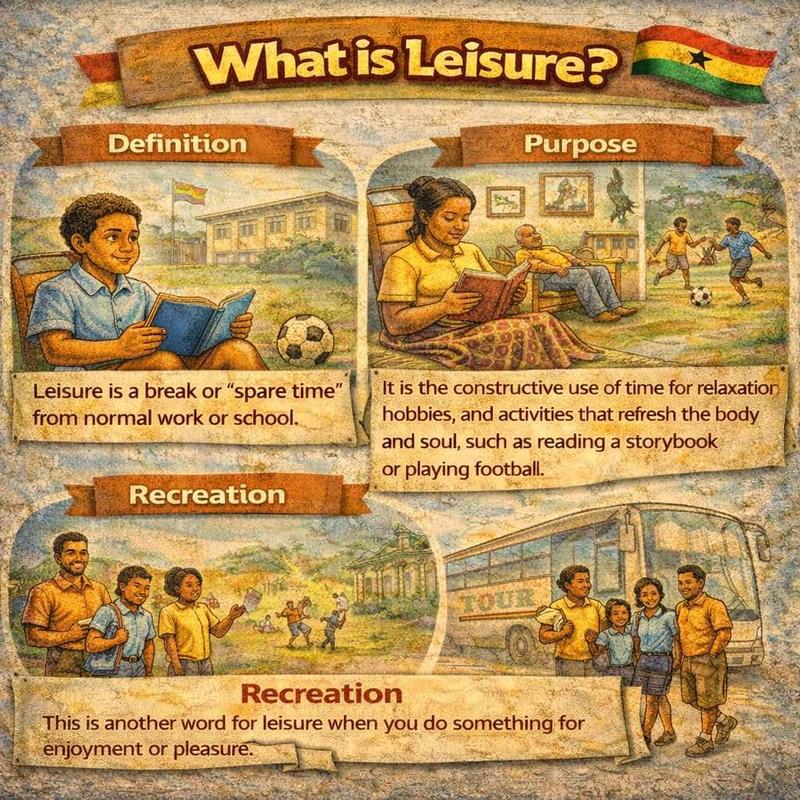 What is Leisure?
Definition
Leisure is a break or “spare time”
from normal work or school.
Purpose
It is the constructive use of time for relaxation
hobbies, and activities that refresh the body
and soul, such as reading a storybook
or playing football.
Recreation
TOUR
Recreation
This is another word for leisure when you do something for
enjoyment or pleasure.